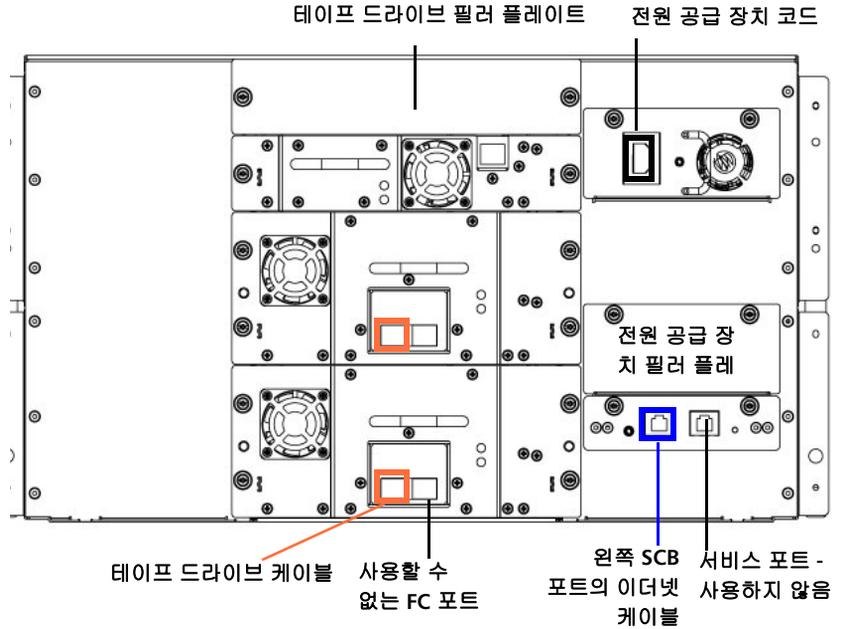 테이프 드라이브 필러 플레이트
전원 공급 장치 코드
전원 공급 장
치 필러 플레
테이프 드라이브 케이블
사용할 수
없는 FC 포트
왼쪽 SCB
포트의 이더넷
케이블
서비스 포트 -
사용하지 않음